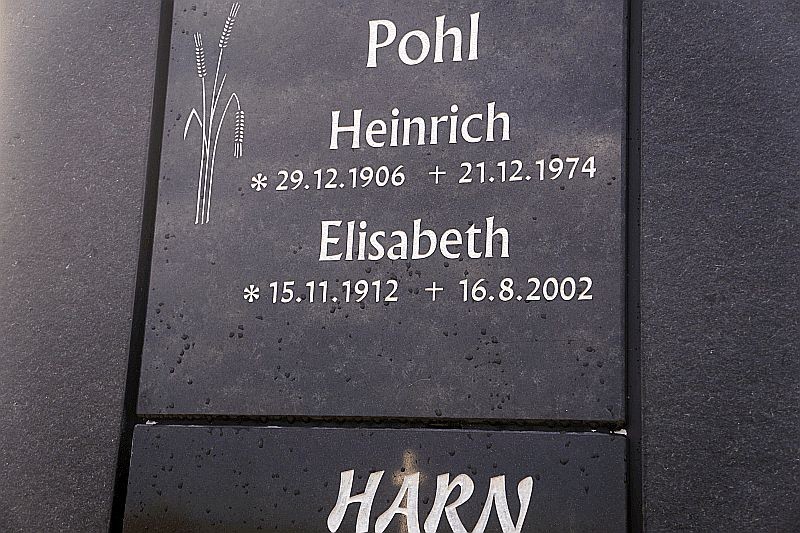 Pohl
Heinrich
* 29.12.1906 + 21.12.1974
Elisabeth
* 15.11.1912 + 16.8.2002
HARN